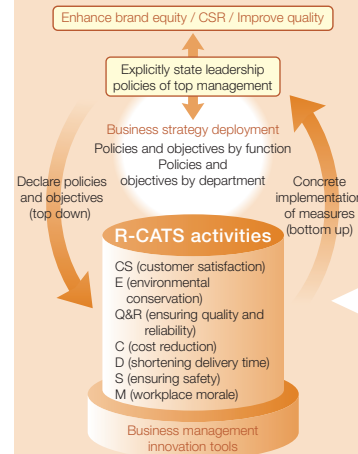 Enhance brand equity / CSR / Improve quality
Explicitly state leadership
policies of top management
Business strategy deployment
Policies and objectives by function
Policies and
objectives by department
Declare policies
and objectives
(top down)
Concrete
implementation
of measures
(bottom up)
R-CATS activities
CS (customer satisfaction)
E (environmental
conservation)
Q&R (ensuring quality and
reliability)
C (cost reduction)
D (shortening delivery time)
S (ensuring safety)
M (workplace morale)
Business management
innovation tools